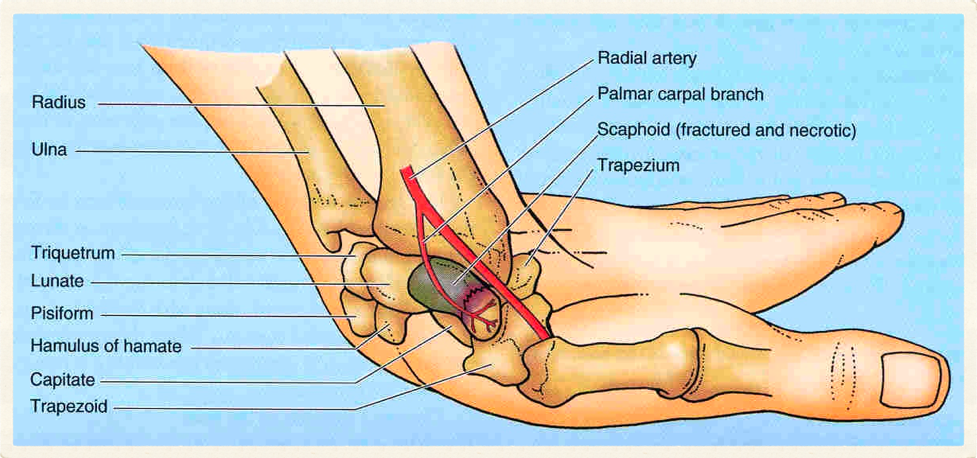 Radius
Ulna
Triquetrum
Lunate
Pisiform
Hamulus of hamate
Capitate
Trapezoid
Radial artery
Palmar carpal branch
Scaphoid (fractured and necrotic)
Trapezium